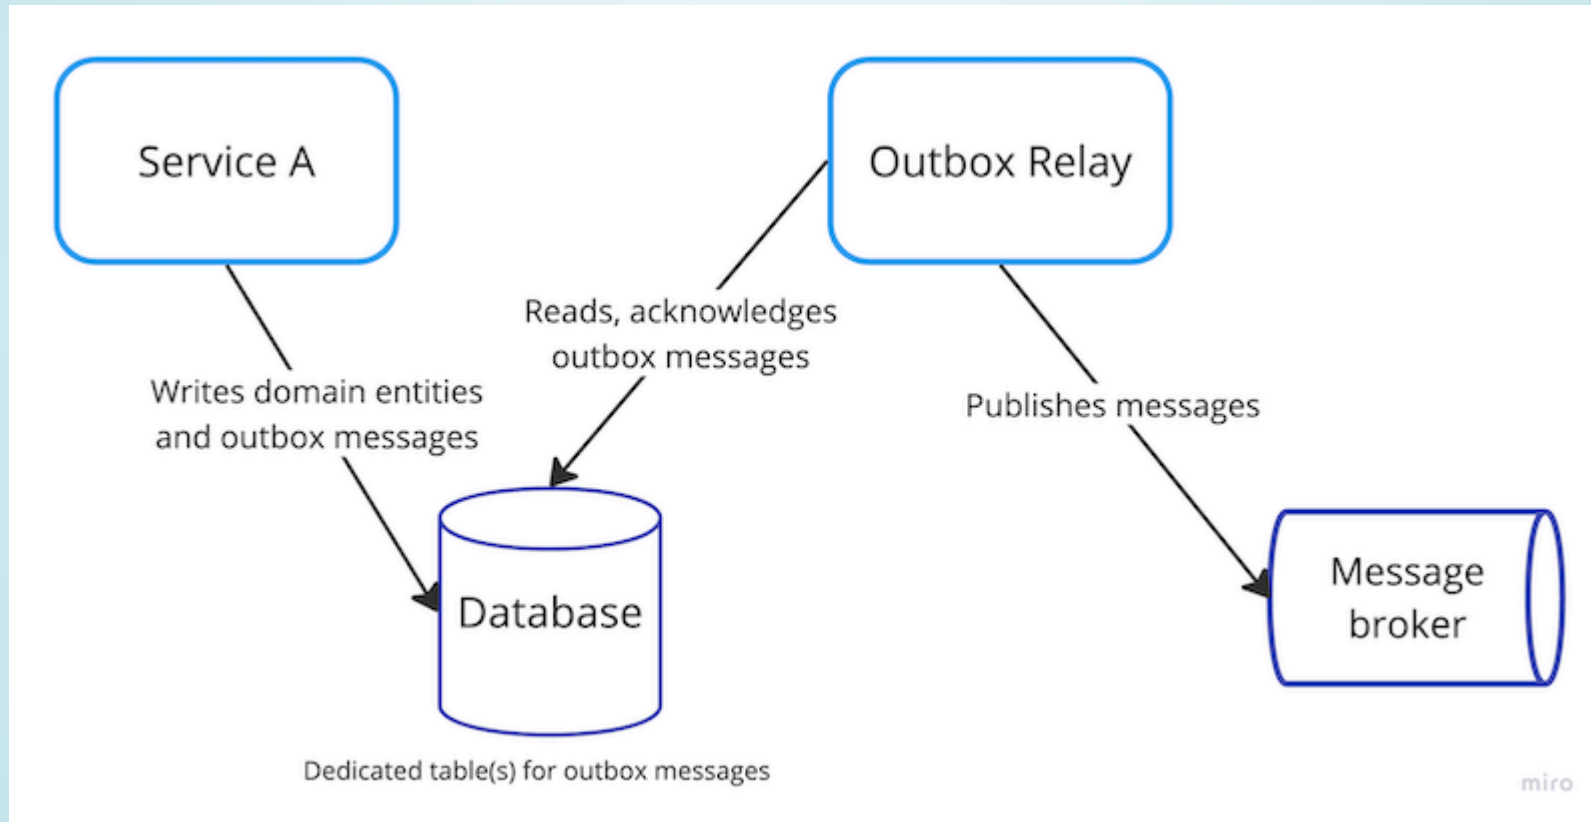 Service A
Outbox Relay
Reads, acknowledges
outbox messages
Writes domain entities
and outbox messages
Publishes messages
Database
Message
broker
Dedicated table(s) for outbox messages
miro